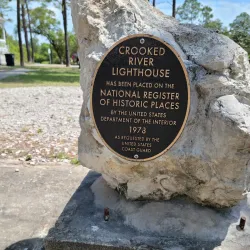 CROOKED
RIVER
LIGHTHOUSE
HAS BEEN PLACED ON THE
NATIONAL REGISTER
OF HISTORIC PLACES
BY THE UNITED STATES
DEPARTMENT OF THE INTERIOR
1978
AS REQUESTED BY THE
UNITED STATES
COAST GUARD